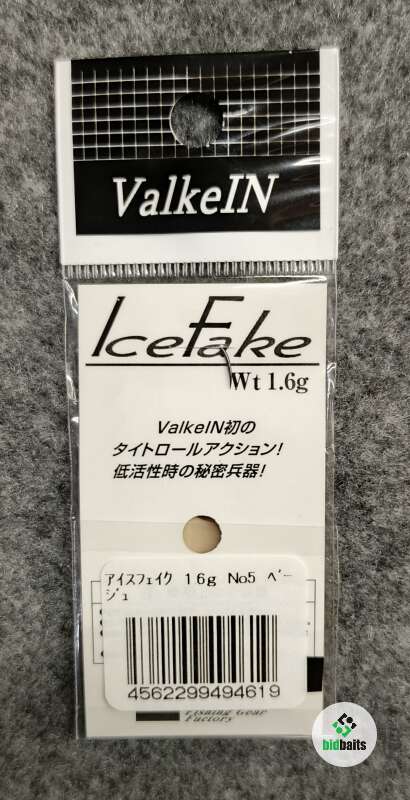 ValkeIN
IceFake
Wt 1.6g
ValkeIN初の
タイトロールアクション!
低活性時の秘密兵器!
アイスフェイク 16g No5 ベー
ジュ
4562299494619
Fishing Gear
Factory
bidbaits